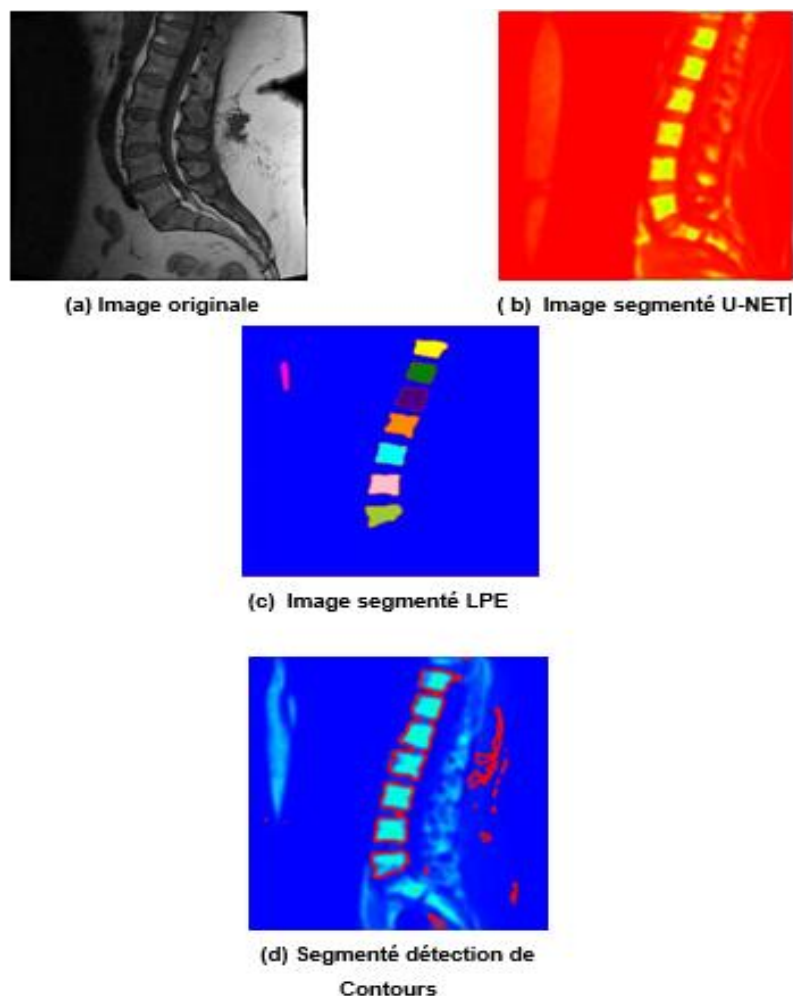 (a) Image originale
( b) Image segmenté U-NET
(c) Image segmenté LPE
(d) Segmenté détection de
Contours